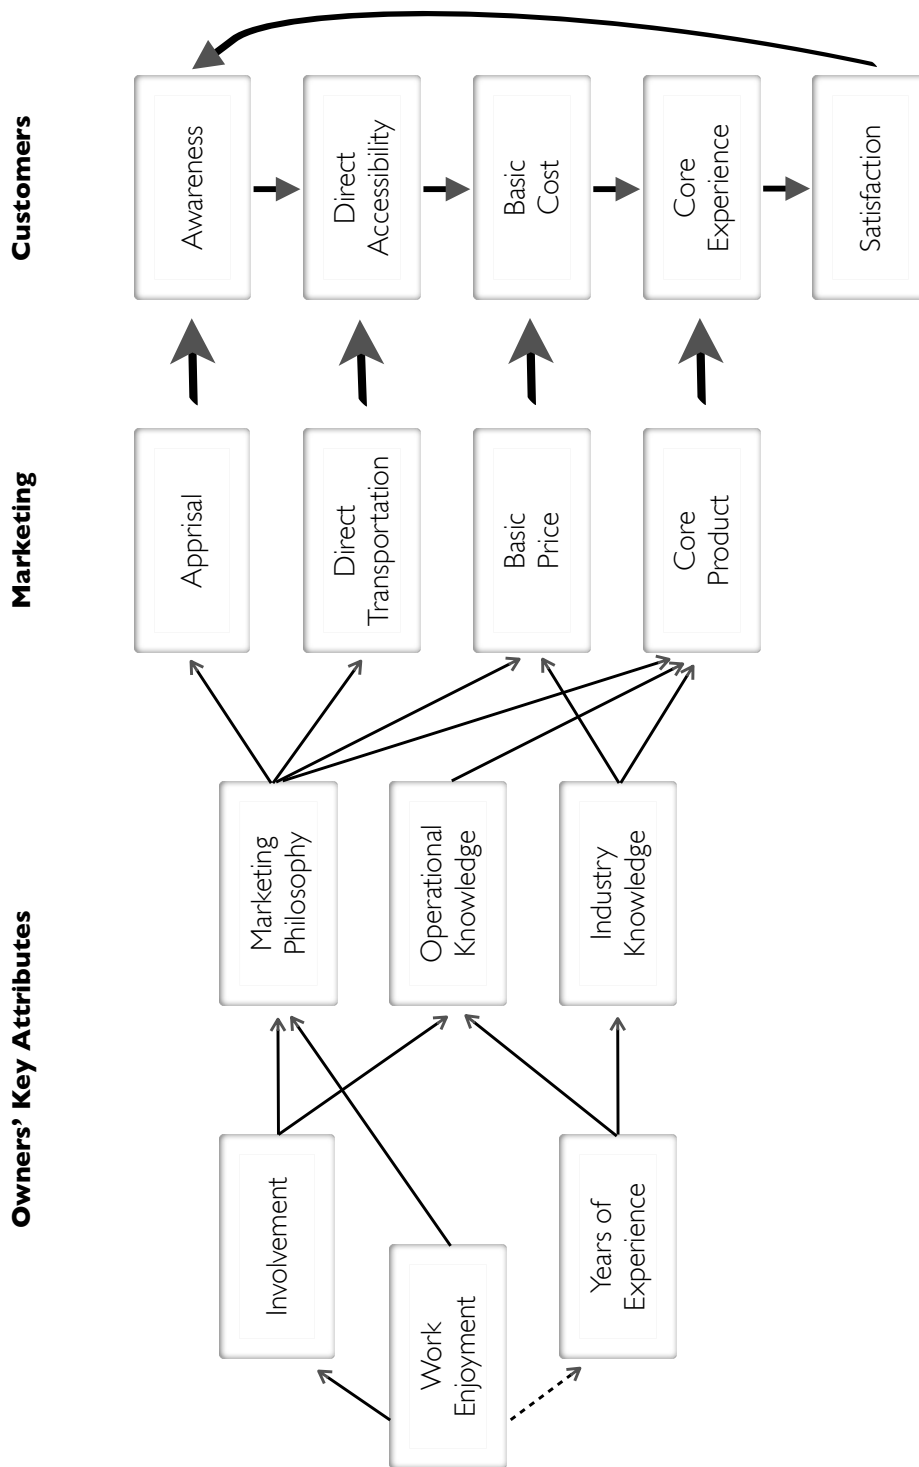 Owners' Key Attributes
Marketing
Customers
Involvement
Work
Enjoyment
Years of
Experience
Marketing
Philosophy
Operational
Knowledge
Industry
Knowledge
Apprisal
Direct
Transportation
Basic
Price
Core
Product
Awareness
Direct
Accessibility
Basic
Cost
Core
Experience
Satisfaction